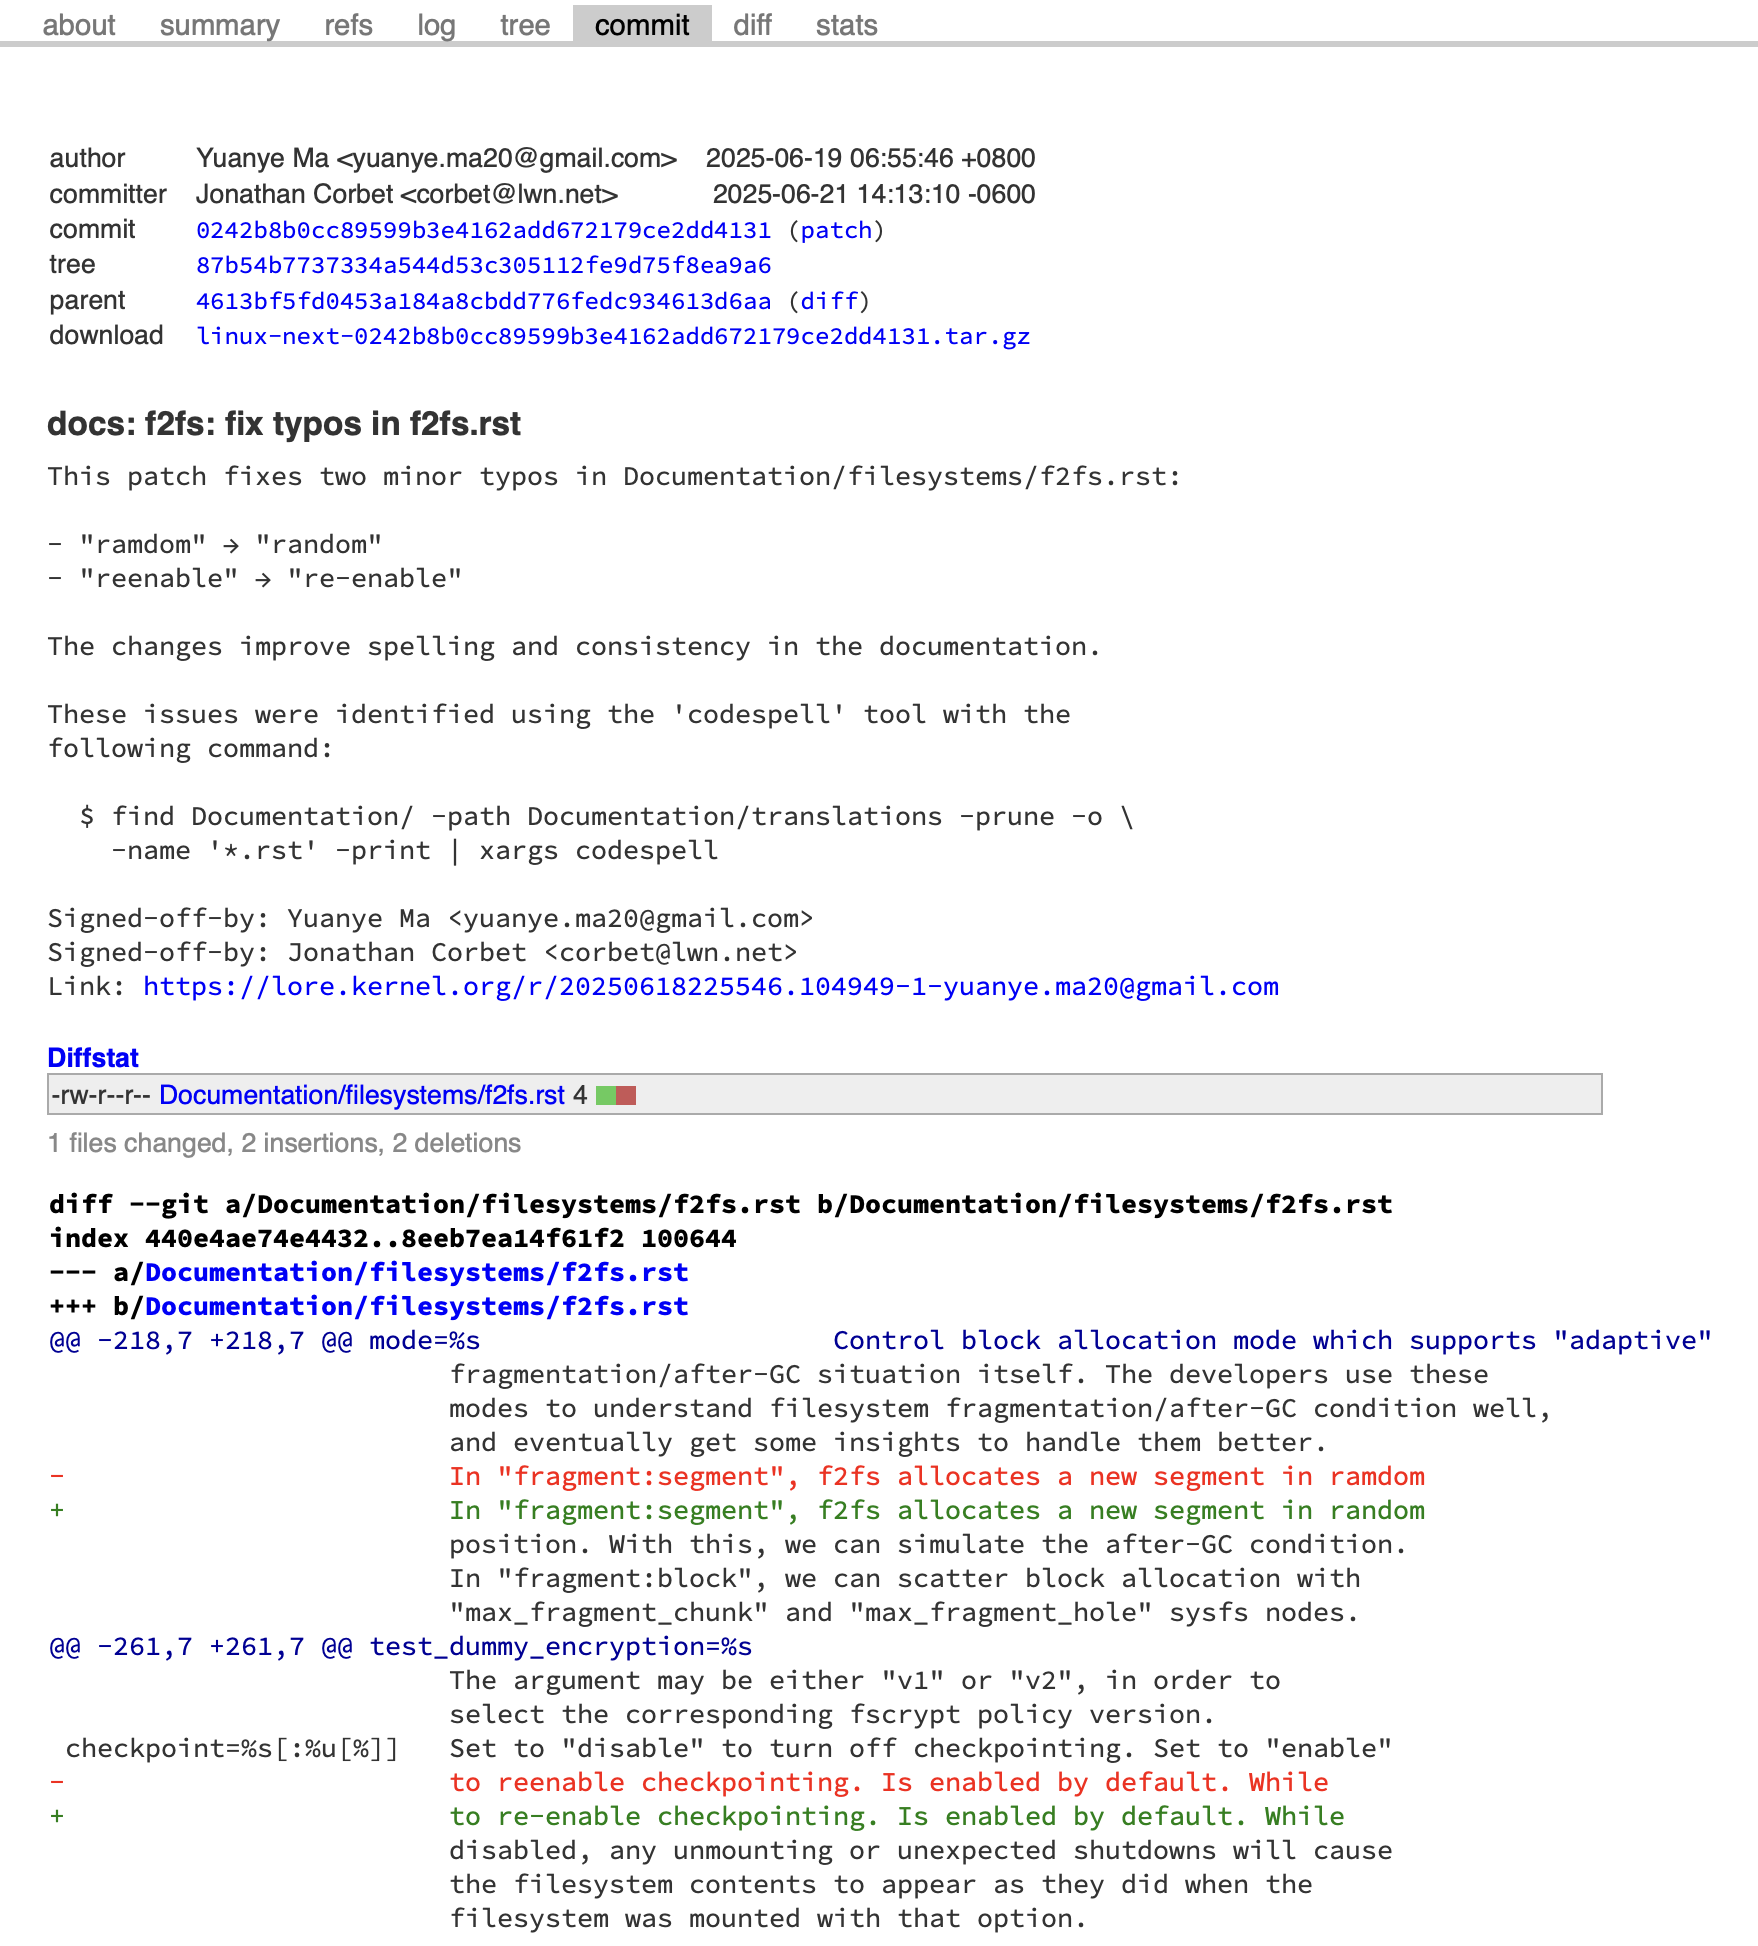 about summary refs log tree commit diff stats
author Yuanye Ma <yuanye.ma20@gmail.com> 2025-06-19 06:55:46 +0800
committer Jonathan Corbet <corbet@lwn.net> 2025-06-21 14:13:10 -0600
commit 0242b8b0cc89599b3e4162add672179ce2dd4131 (patch)
tree 87b54b7737334a544d53c305112fe9d75f8ea9a6
parent 4613bf5fd0453a184a8cbdd776fedc934613d6aa (diff)
download linux-next-0242b8b0cc89599b3e4162add672179ce2dd4131.tar.gz
docs: f2fs: fix typos in f2fs.rst
This patch fixes two minor typos in Documentation/filesystems/f2fs.rst:
- "ramdom" → "random"
- "reenable" → "re-enable"
The changes improve spelling and consistency in the documentation.
These issues were identified using the 'codespell' tool with the
following command:
  $ find Documentation/ -path Documentation/translations -prune -o \
    -name '*.rst' -print | xargs codespell
Signed-off-by: Yuanye Ma <yuanye.ma20@gmail.com>
Signed-off-by: Jonathan Corbet <corbet@lwn.net>
Link: https://lore.kernel.org/r/20250618225546.104949-1-yuanye.ma20@gmail.com
Diffstat
-rw-r--r-- Documentation/filesystems/f2fs.rst 4
1 files changed, 2 insertions, 2 deletions
diff --git a/Documentation/filesystems/f2fs.rst b/Documentation/filesystems/f2fs.rst
index 440e4ae74e4432..8eeb7ea14f61f2 100644
--- a/Documentation/filesystems/f2fs.rst
+++ b/Documentation/filesystems/f2fs.rst
@@ -218,7 +218,7 @@ mode=%s                      Control block allocation mode which supports "adaptive"
                         fragmentation/after-GC situation itself. The developers use these
                         modes to understand filesystem fragmentation/after-GC condition well,
                         and eventually get some insights to handle them better.
-                        In "fragment:segment", f2fs allocates a new segment in ramdom
+                        In "fragment:segment", f2fs allocates a new segment in random
                         position. With this, we can simulate the after-GC condition.
                         In "fragment:block", we can scatter block allocation with
                         "max_fragment_chunk" and "max_fragment_hole" sysfs nodes.
@@ -261,7 +261,7 @@ test_dummy_encryption=%s
                         The argument may be either "v1" or "v2", in order to
                         select the corresponding fscrypt policy version.
 checkpoint=%s[:%u[%]]   Set to "disable" to turn off checkpointing. Set to "enable"
-                        to reenable checkpointing. Is enabled by default. While
+                        to re-enable checkpointing. Is enabled by default. While
                         disabled, any unmounting or unexpected shutdowns will cause
                         the filesystem contents to appear as they did when the
                         filesystem was mounted with that option.